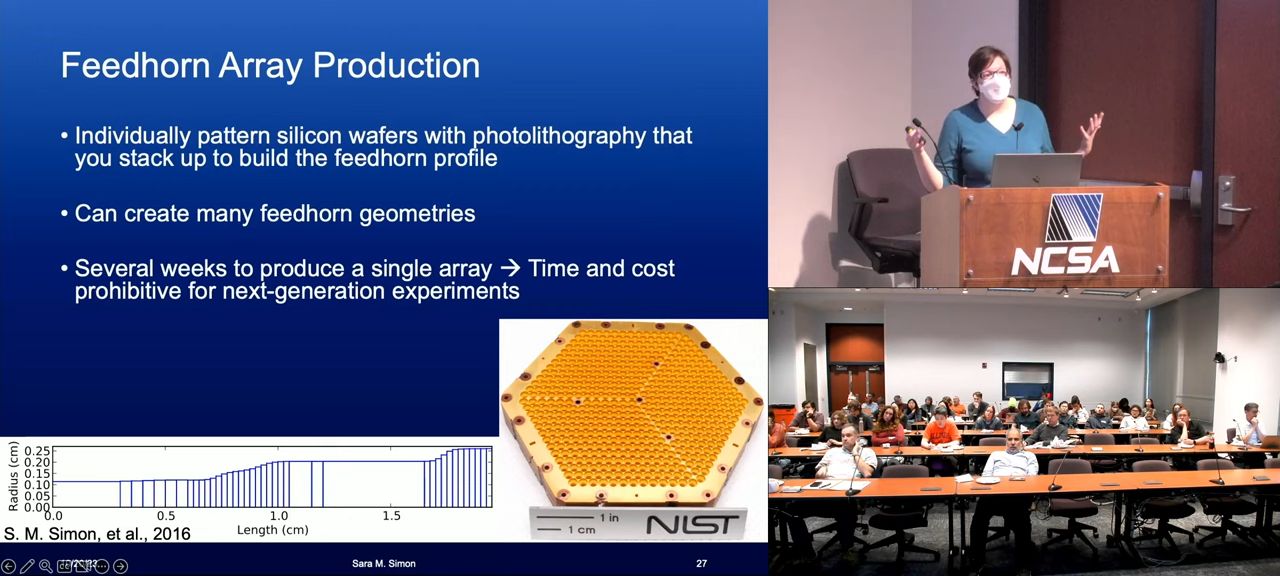 Feedhorn Array Production
• Individually pattern silicon wafers with photolithography that
you stack up to build the feedhorn profile
• Can create many feedhorn geometries
• Several weeks to produce a single array → Time and cost
prohibitive for next-generation experiments
NCSA
0.25
0.20
0.15
0.10
0.05
0.00
Radius (cm)
0.0 0.5 1.0 1.5
Length (cm)
S. M. Simon, et al., 2016
1 in
1 cm
NIST
Sara M. Simon
27